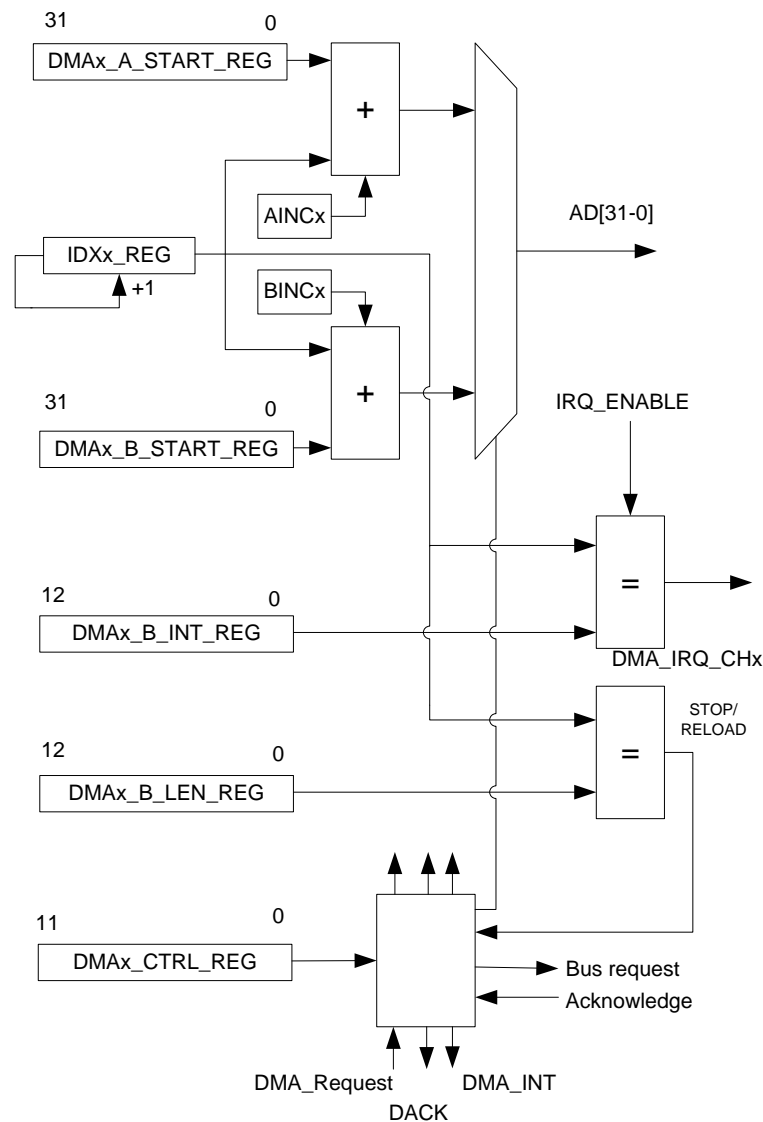 31 0
DMAx_A_START_REG
+
AINCx
AD[31-0]
IDXx_REG
+1
BINCx
+
31 0
DMAx_B_START_REG
IRQ_ENABLE
12 0
DMAx_B_INT_REG
=
DMA_IRQ_CHx
STOP/
RELOAD
12 0
DMAx_B_LEN_REG
=
11 0
DMAx_CTRL_REG
Bus request
Acknowledge
DMA_Request
DMA_INT
DACK